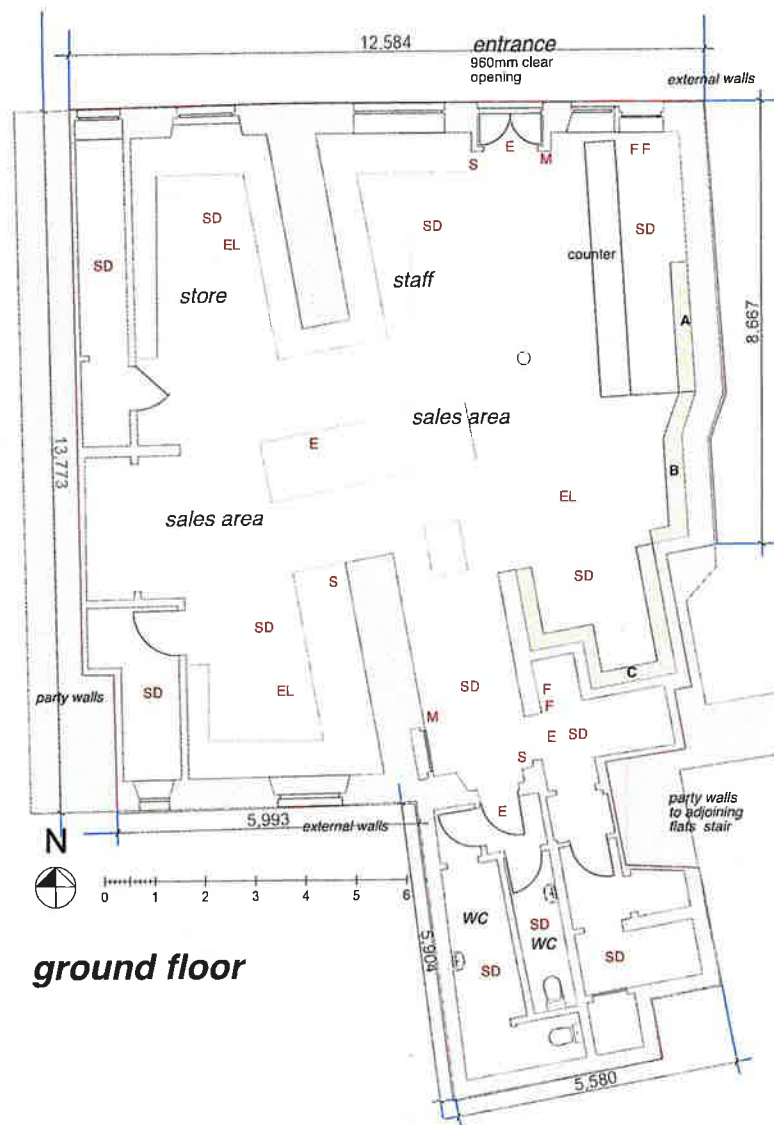 12,584
entrance
960mm clear
opening
external walls
S
E
M
F F
SD
EL
SD
SD
SD
counter
store
staff
8,667
A
sales area
E
13,773
B
EL
sales area
S
SD
SD
SD
EL
SD
C
party walls
M
F
F
E
SD
S
E
party walls
to adjoining
flats stair
N
5,993
external walls
0 1 2 3 4 5 6
WC
SD
WC
5,904
SD
SD
ground floor
5,580